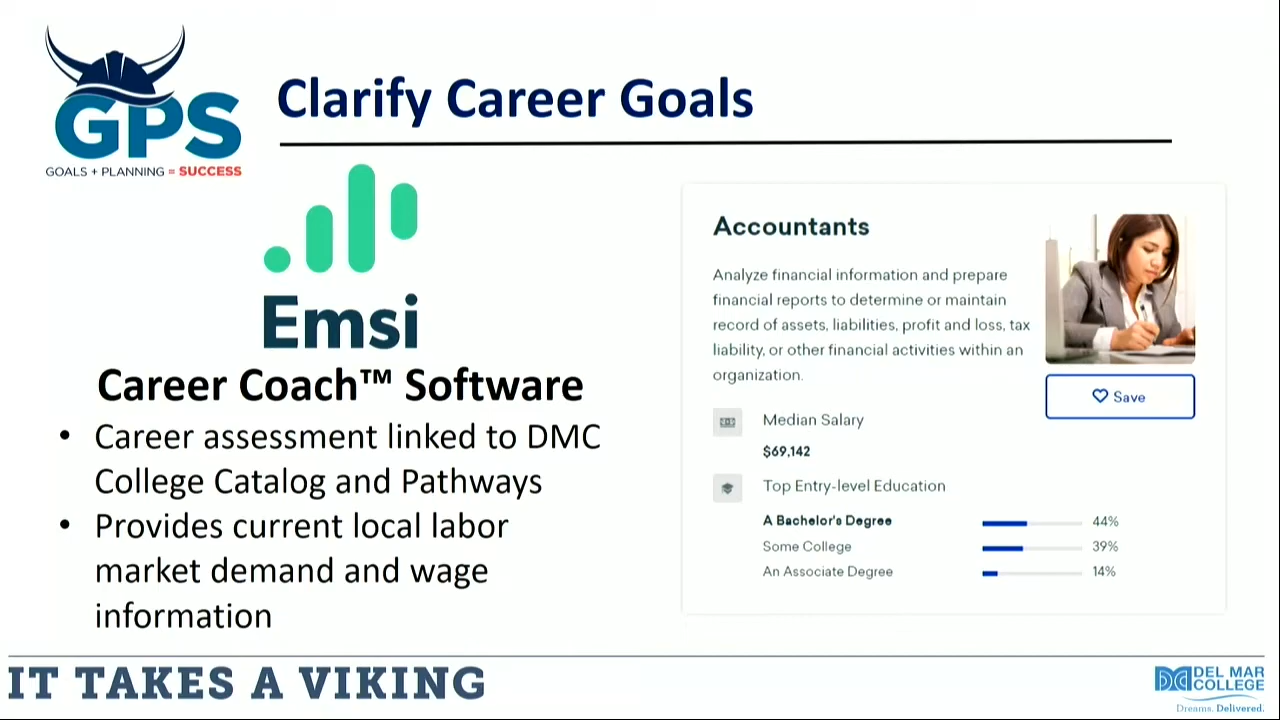 GPS
GOALS + PLANNING = SUCCESS
Clarify Career Goals
Emsi
Career Coach™ Software
• Career assessment linked to DMC
College Catalog and Pathways
• Provides current local labor
market demand and wage
information
Accountants
Analyze financial information and prepare
financial reports to determine or maintain
record of assets, liabilities, profit and loss, tax
liability, or other financial activities within an
organization.
Save
Median Salary
$69,142
Top Entry-level Education
A Bachelor's Degree 44%
Some College 39%
An Associate Degree 14%
IT TAKES A VIKING
DEL MAR
COLLEGE
Dreams. Delivered.